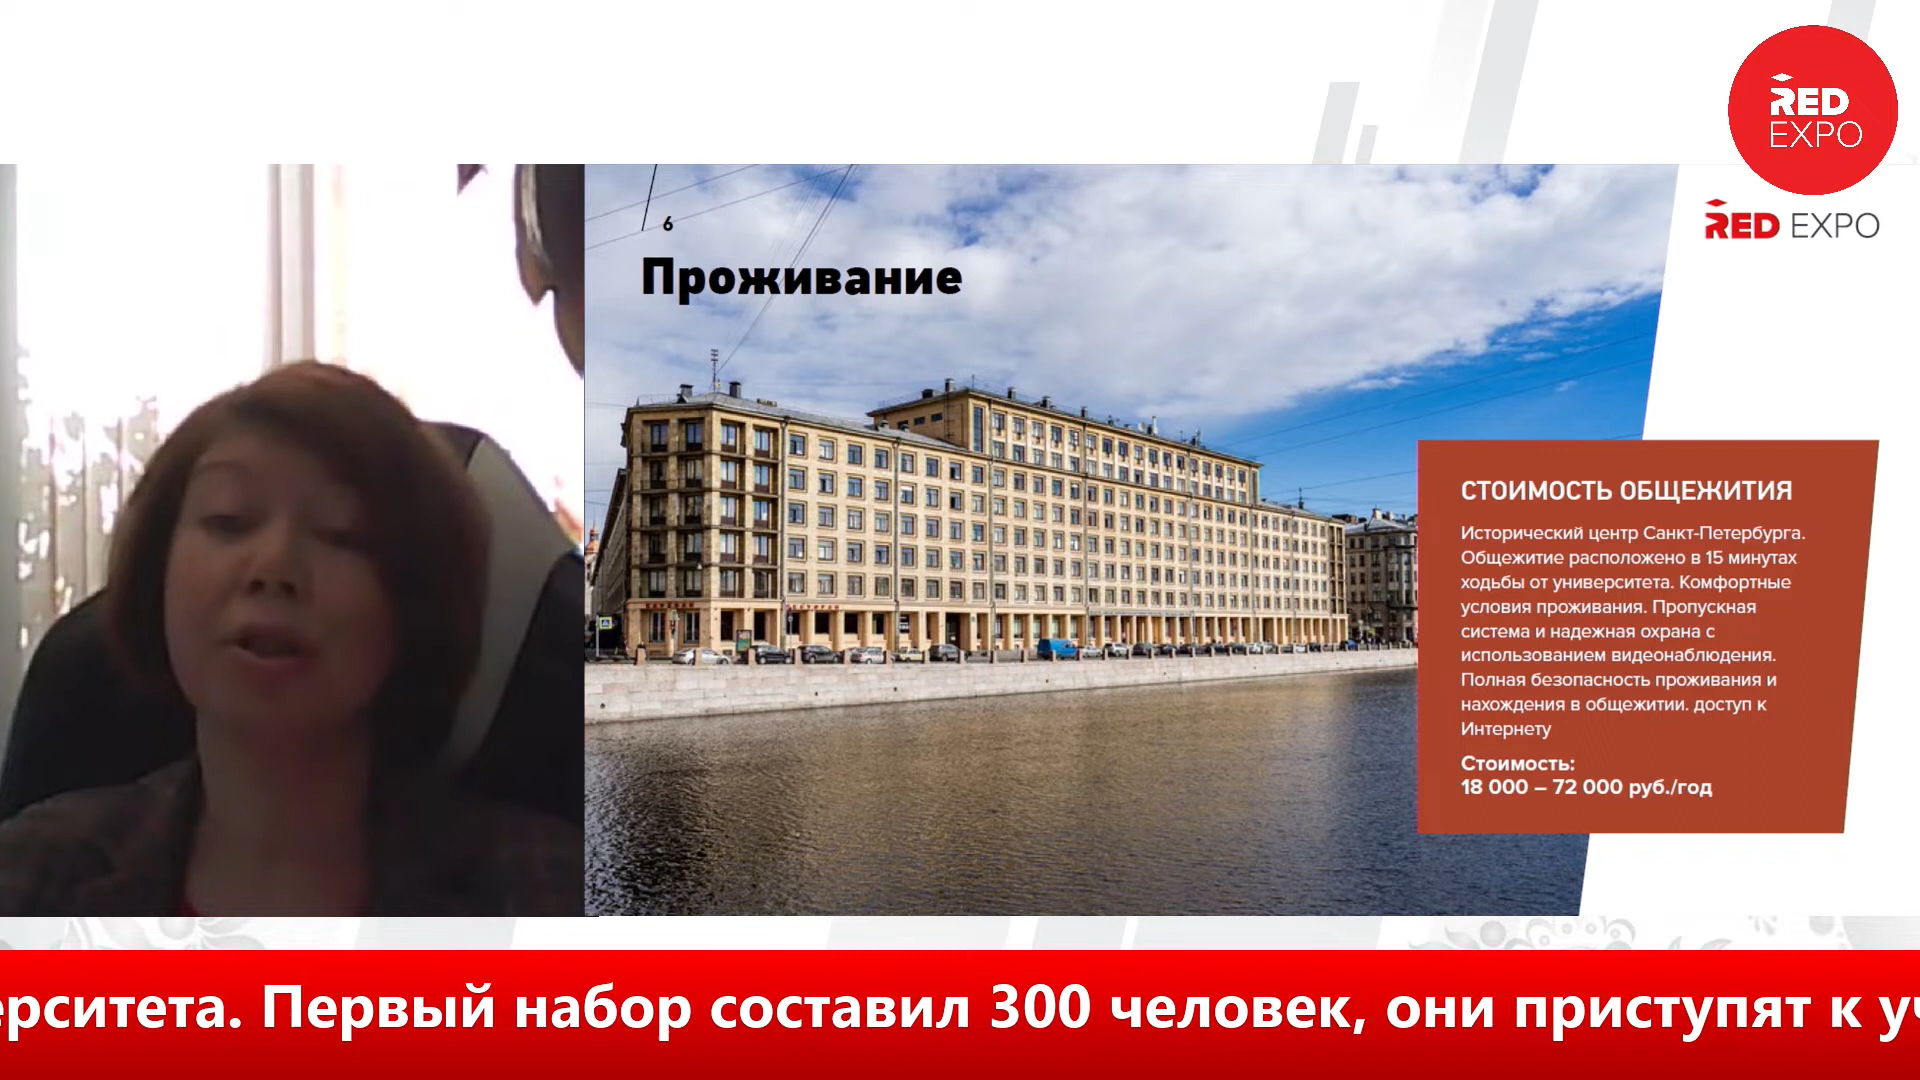 RED
EXPO
RED EXPO
6
Проживание
СТОИМОСТЬ ОБЩЕЖИТИЯ
Исторический центр Санкт-Петербурга.
Общежитие расположено в 15 минутах
ходьбы от университета. Комфортные
условия проживания. Пропускная
система и надежная охрана с
использованием видеонаблюдения.
Полная безопасность проживания и
нахождения в общежитии. доступ к
Интернету
Стоимость:
18 000 – 72 000 руб./год
ерситета. Первый набор составил 300 человек, они приступят к уч